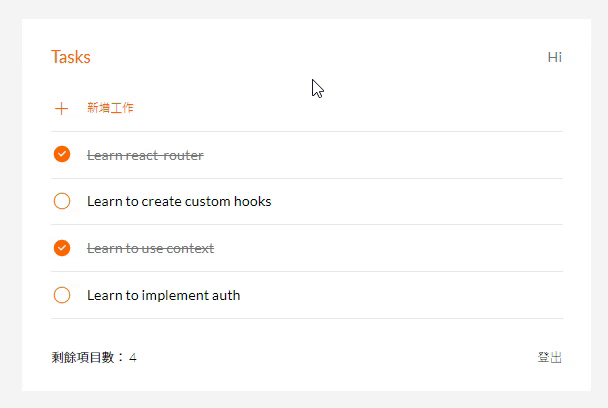 Tasks
Hi
新增工作
Learn react-router
Learn to create custom hooks
Learn to use context
Learn to implement auth
剩餘項目數： 4
登出